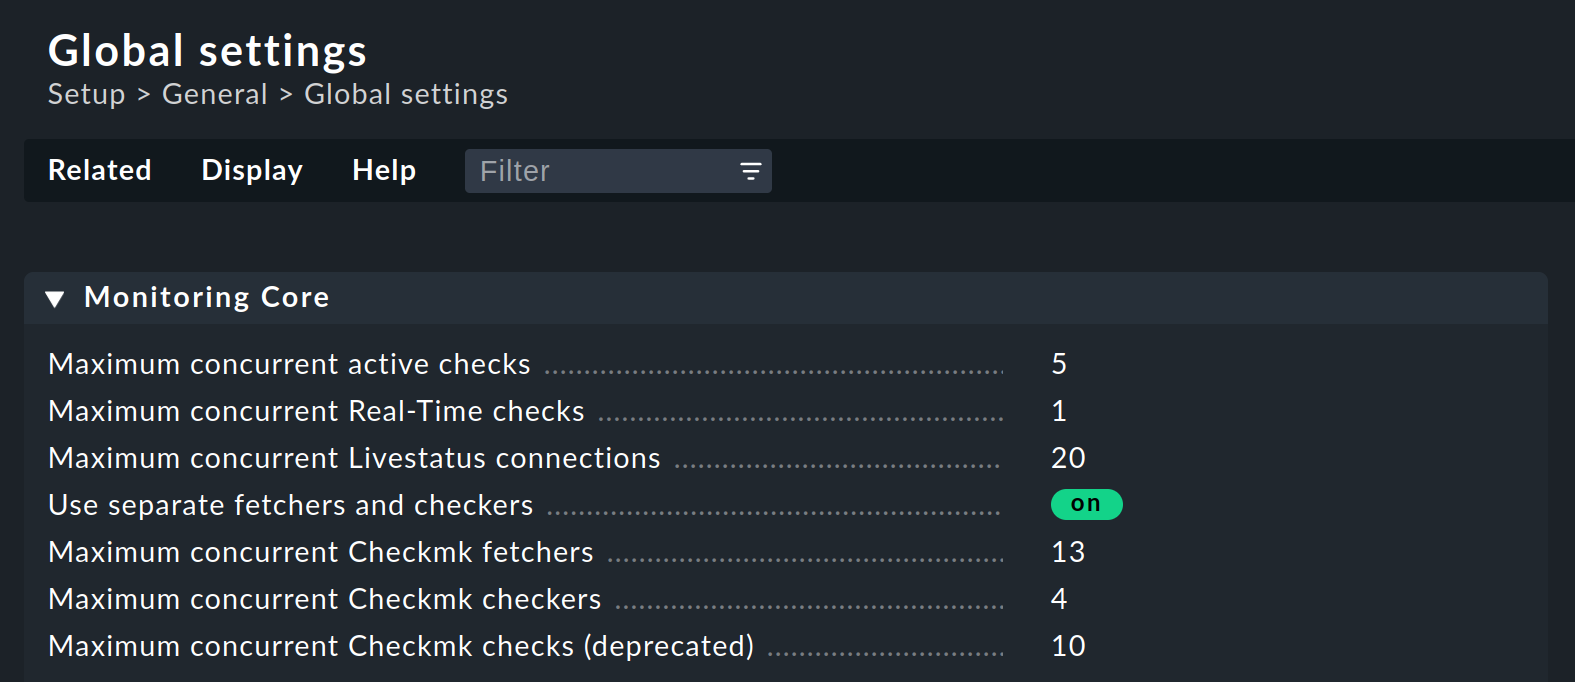 Global settings
Setup > General > Global settings
Related Display Help Filter
Monitoring Core
Maximum concurrent active checks 5
Maximum concurrent Real-Time checks 1
Maximum concurrent Livestatus connections 20
Use separate fetchers and checkers on
Maximum concurrent Checkmk fetchers 13
Maximum concurrent Checkmk checkers 4
Maximum concurrent Checkmk checks (deprecated) 10